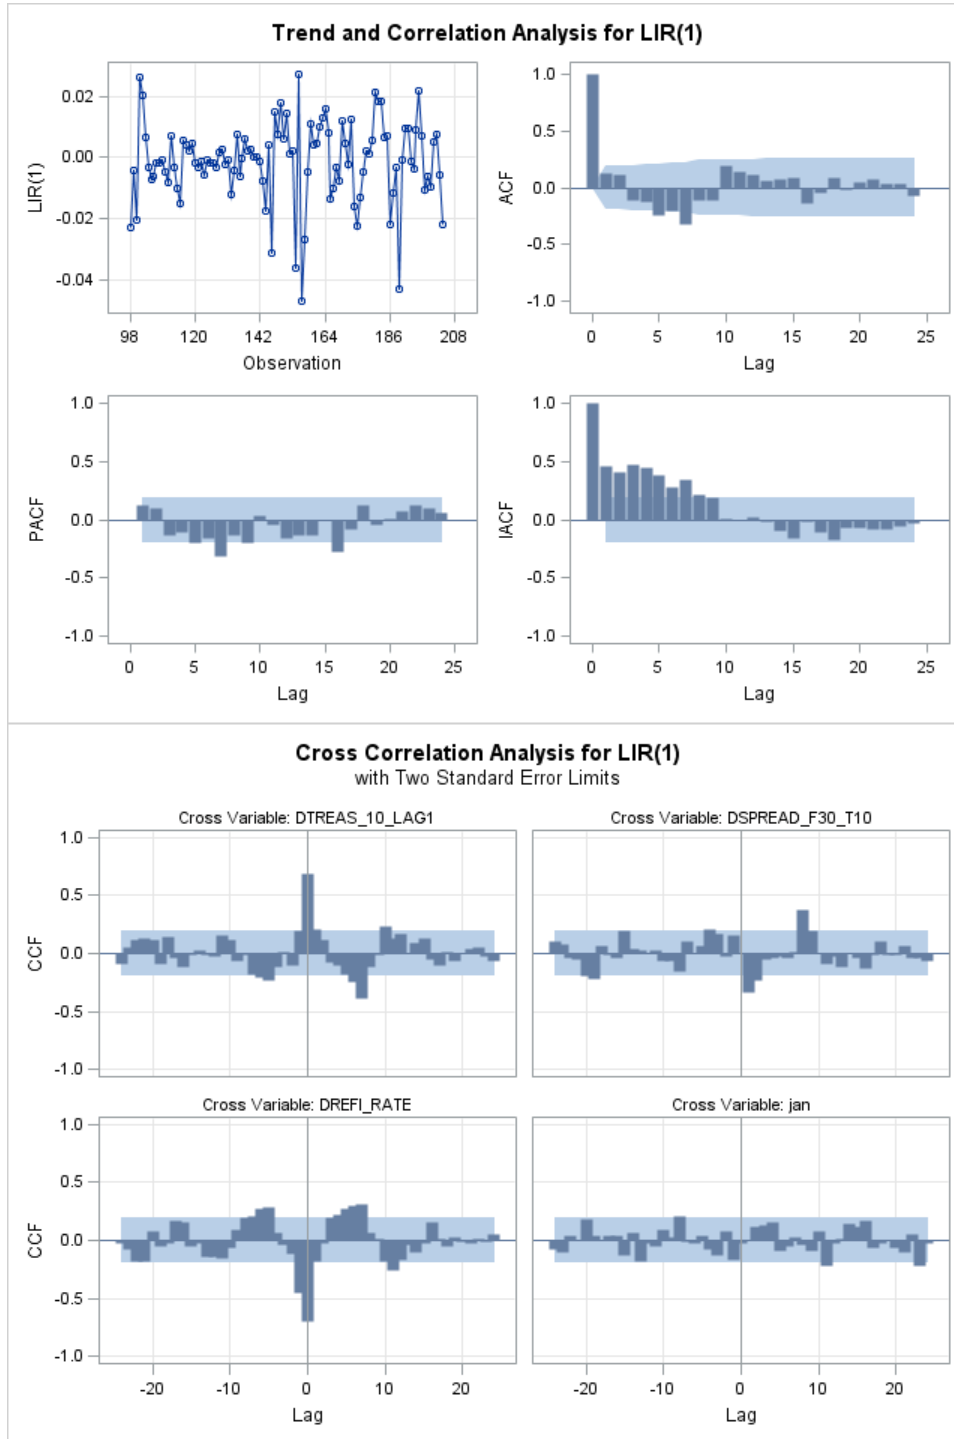 Trend and Correlation Analysis for LIR(1)
0.02
0.00
-0.02
-0.04
LIR(1)
98 120 142 164 186 208
Observation
1.0
0.5
0.0
-0.5
-1.0
ACF
0 5 10 15 20 25
Lag
1.0
0.5
0.0
-0.5
-1.0
PACF
0 5 10 15 20 25
Lag
1.0
0.5
0.0
-0.5
-1.0
IACF
0 5 10 15 20 25
Lag
Cross Correlation Analysis for LIR(1)
with Two Standard Error Limits
Cross Variable: DTREAS_10_LAG1
Cross Variable: DSPREAD_F30_T10
1.0
0.5
0.0
-0.5
-1.0
CCF
Cross Variable: DREFI_RATE
Cross Variable: jan
1.0
0.5
0.0
-0.5
-1.0
CCF
-20 -10 0 10 20
Lag
-20 -10 0 10 20
Lag